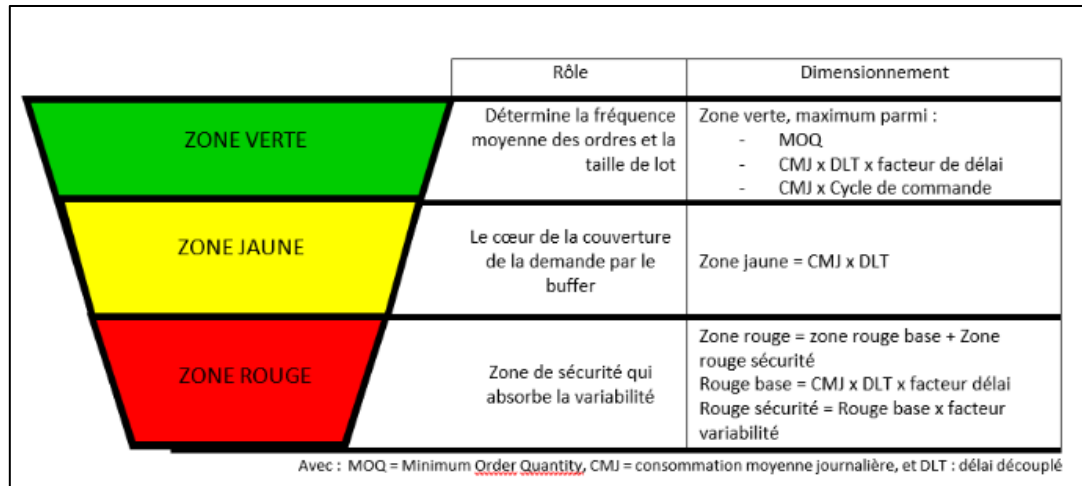 Rôle
Dimensionnement
ZONE VERTE
Détermine la fréquence
moyenne des ordres et la
taille de lot
Zone verte, maximum parmi :
- MOQ
- CMJ x DLT x facteur de délai
- CMJ x Cycle de commande
ZONE JAUNE
Le cœur de la couverture
de la demande par le
buffer
Zone jaune = CMJ x DLT
ZONE ROUGE
Zone de sécurité qui
absorbe la variabilité
Zone rouge = zone rouge base + Zone
rouge sécurité
Rouge base = CMJ x DLT x facteur délai
Rouge sécurité = Rouge base x facteur
variabilité
Avec : MOQ = Minimum Order Quantity, CMJ = consommation moyenne journalière, et DLT : délai découplé